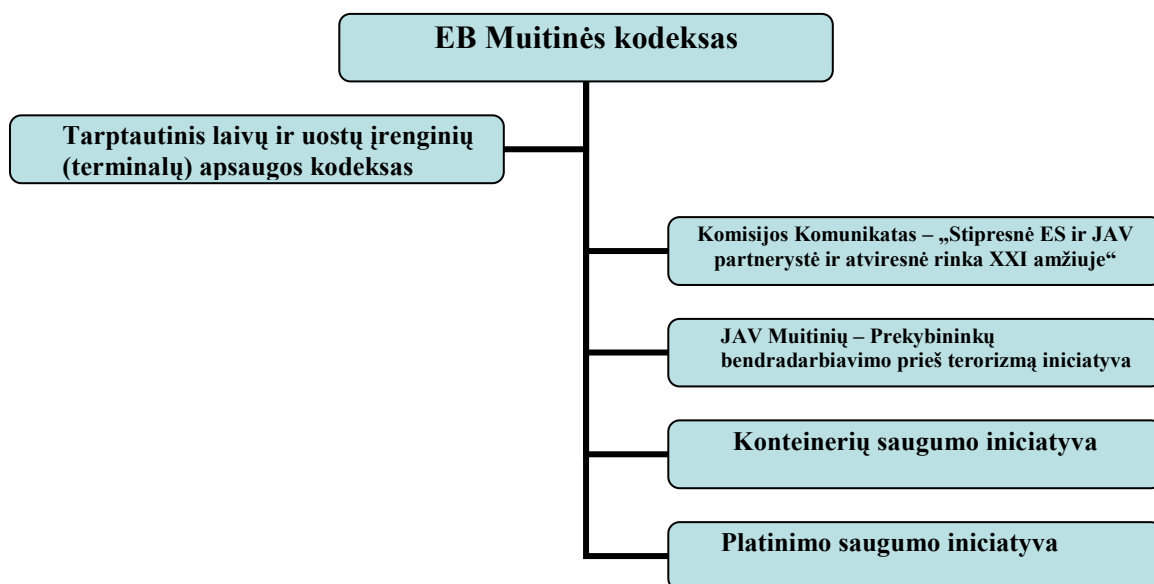 EB Muitinės kodeksas
Tarptautinis laivų ir uostų įrenginių
(terminalų) apsaugos kodeksas
Komisijos Komunikatas – „Stipresnė ES ir JAV
partnerystė ir atviresnė rinka XXI amžiuje“
JAV Muitinių – Prekybininkų
bendradarbiavimo prieš terorizmą iniciatyva
Konteinerių saugumo iniciatyva
Platinimo saugumo iniciatyva